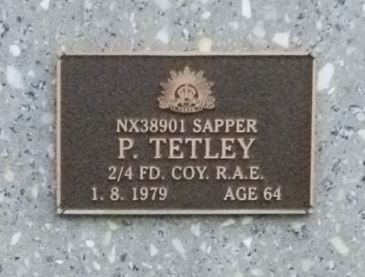 NX38901 SAPPER
P. TETLEY
2/4 FD. COY. R.A.E.
1. 8. 1979 AGE 64